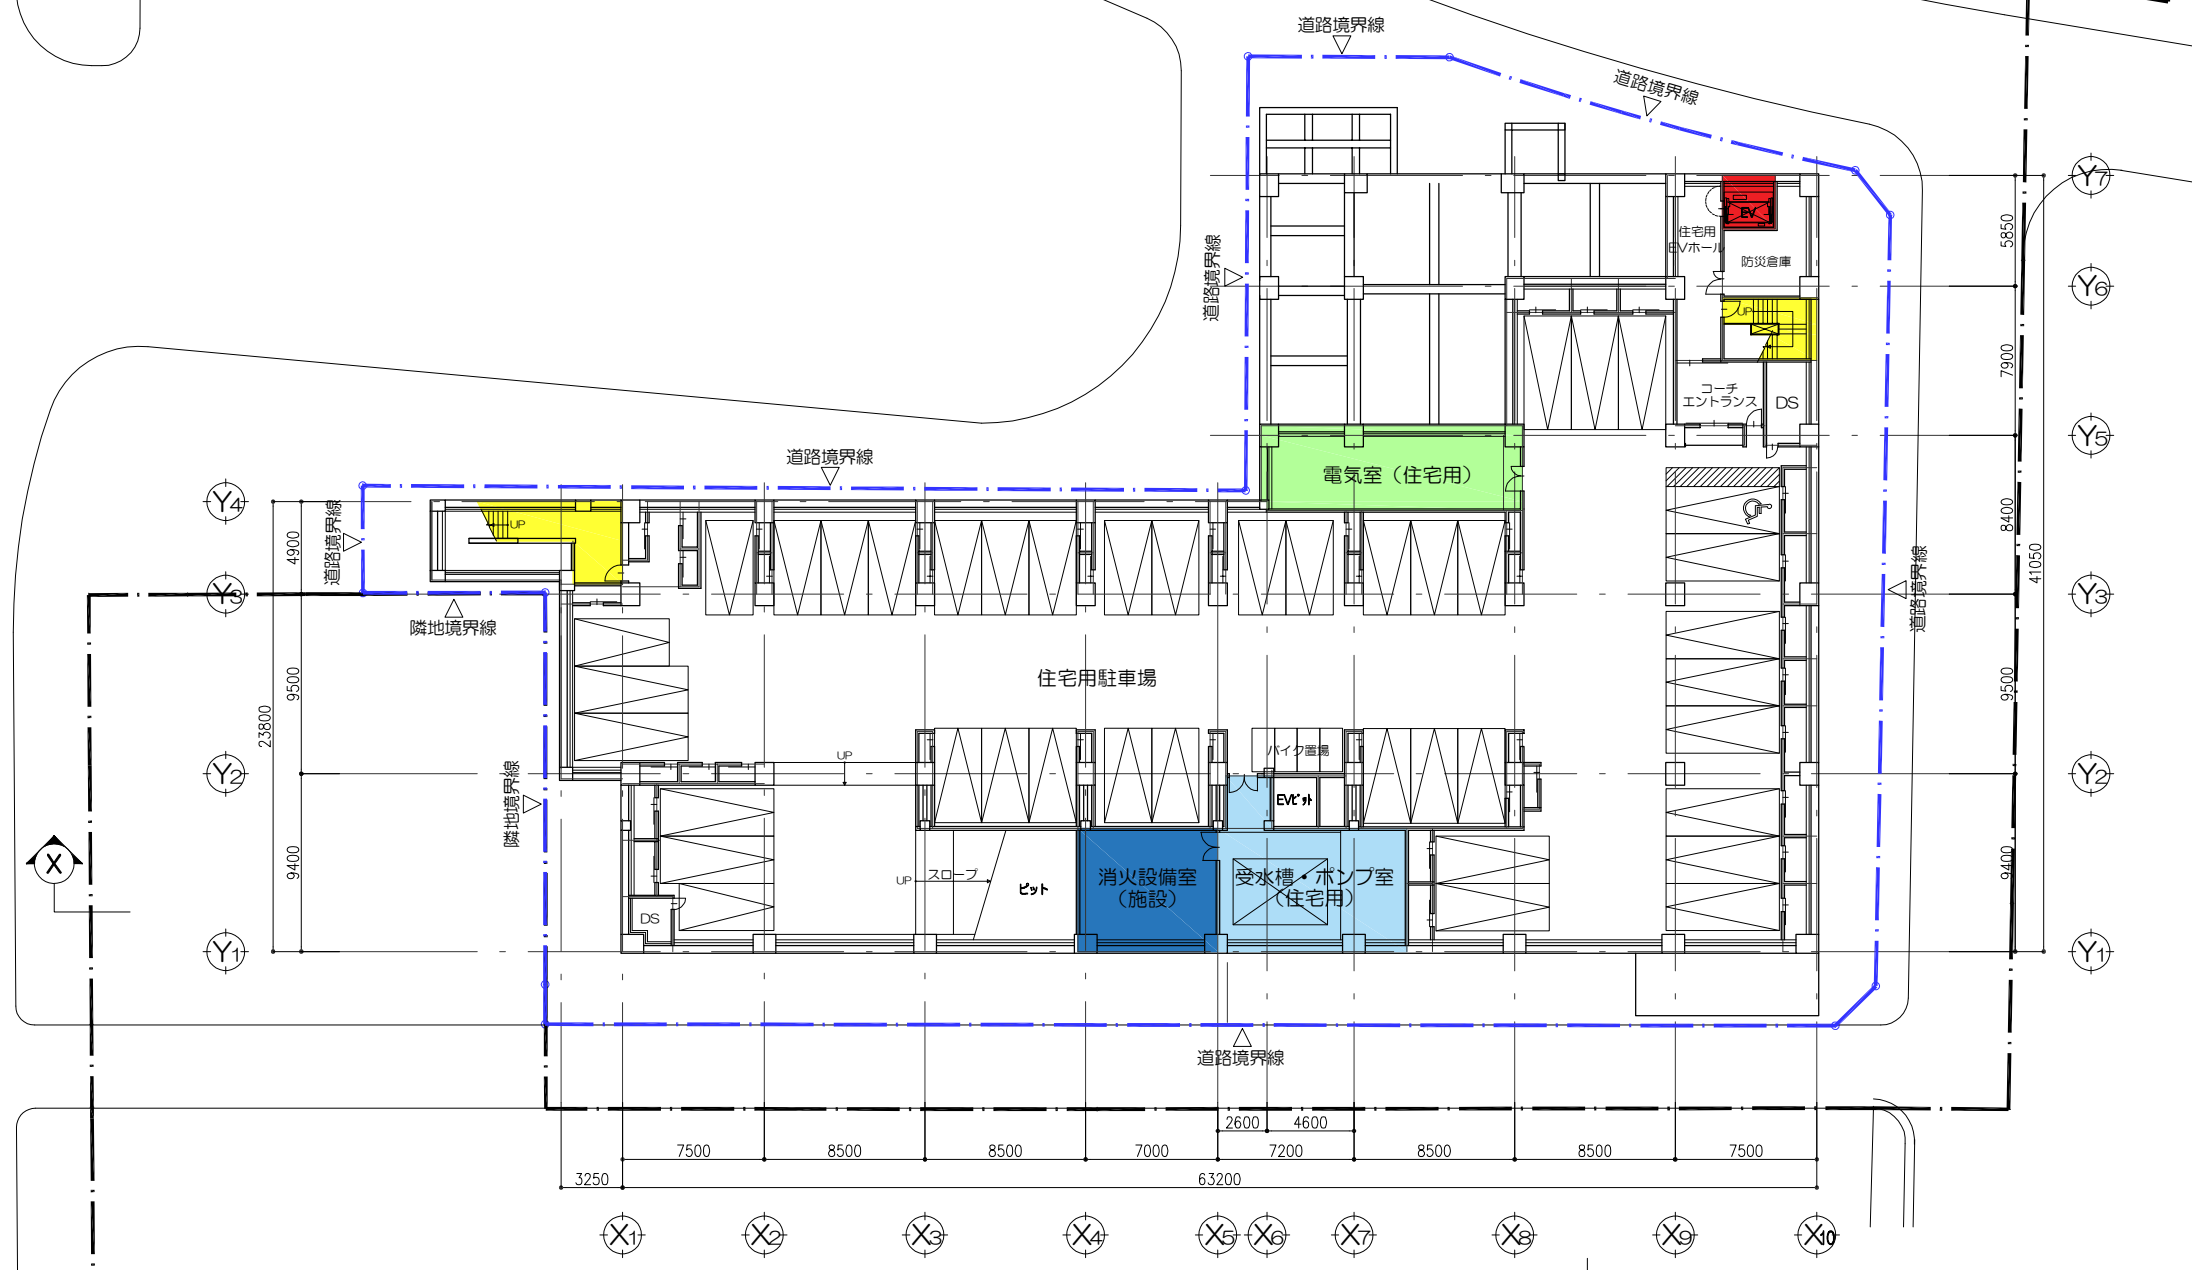 道路境界線
道路境界線
Y7
EV
住宅用
EVホール
防災倉庫
5850
道路境界線
Y6
UP
7900
コーチ
エントランス
DS
Y5
道路境界線
電気室（住宅用）
Y4
道路境界線
UP
4900
8400
41050
道路境界線
Y3
Y3
隣地境界線
住宅用駐車場
9500
23800
9500
UP
バイク置場
Y2
Y2
隣地境界線
EVピット
X
9400
UP
スロープ
ピット
消火設備室
（施設）
受水槽・ポンプ室
（住宅用）
9400
DS
Y1
Y1
道路境界線
2600
4600
7500
8500
8500
7000
7200
8500
8500
7500
3250
63200
X1
X2
X3
X4
X5
X6
X7
X8
X9
X10